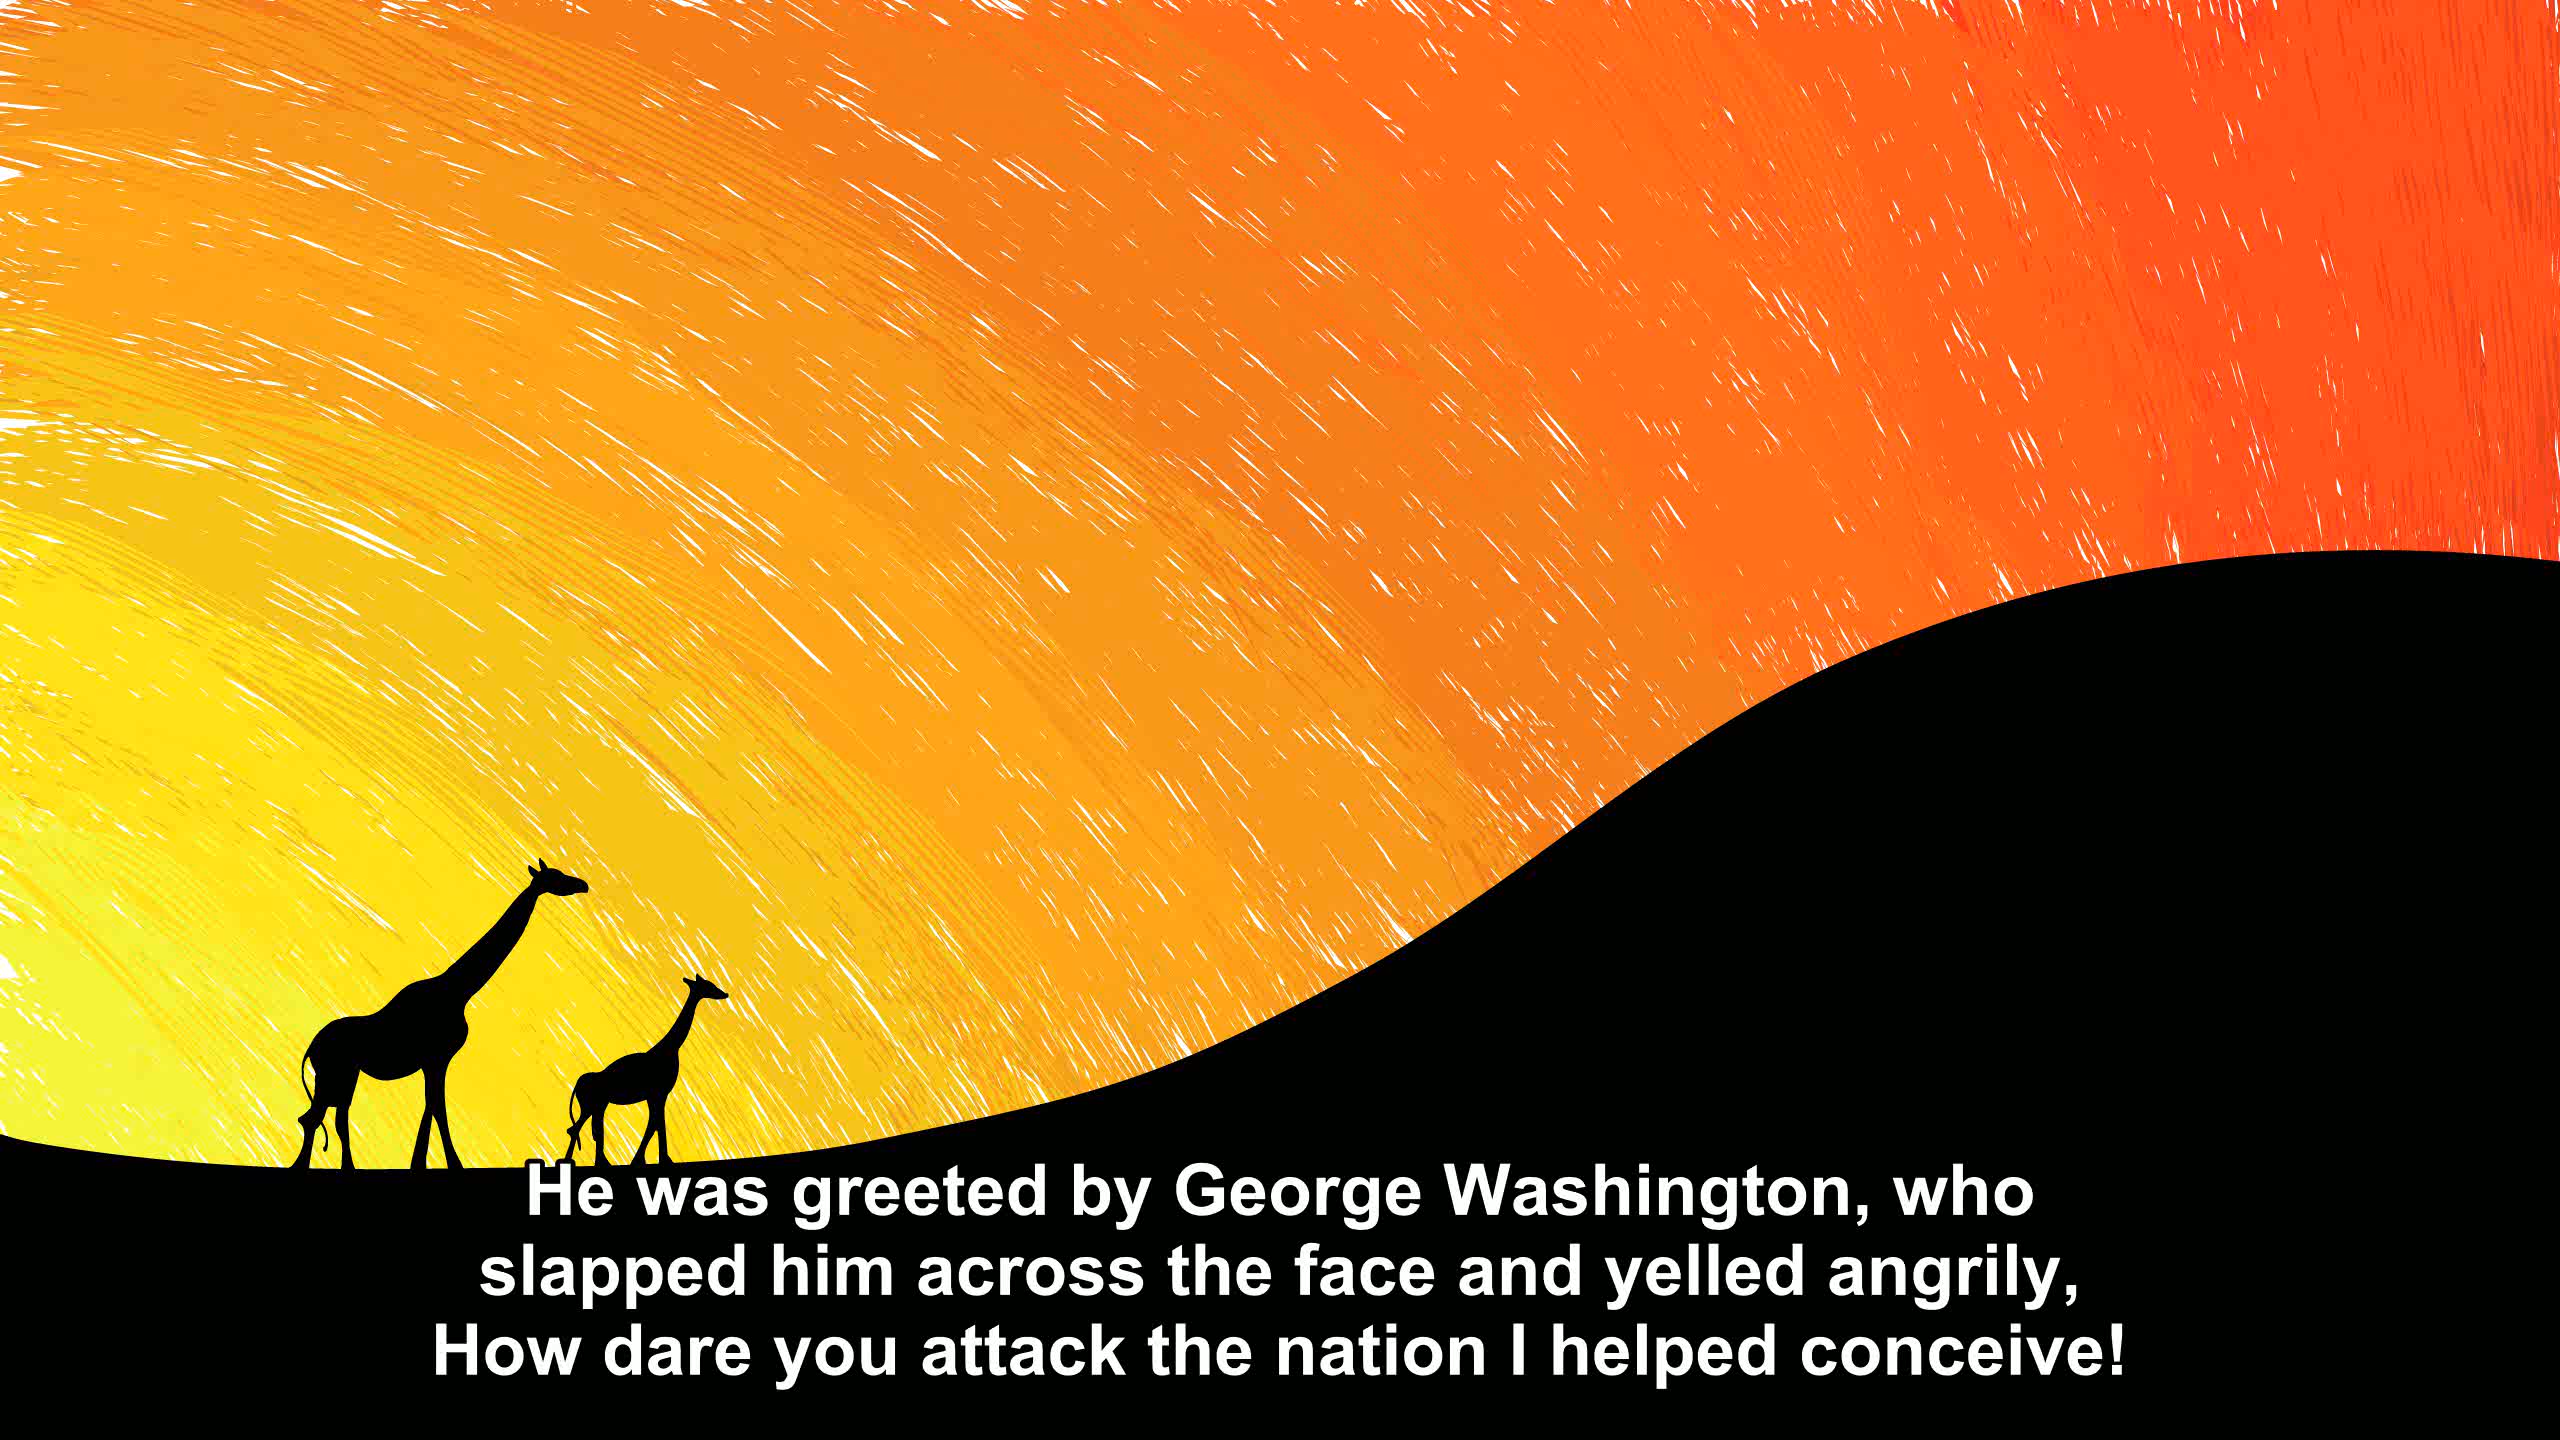 He was greeted by George Washington, who
slapped him across the face and yelled angrily,
How dare you attack the nation I helped conceive!